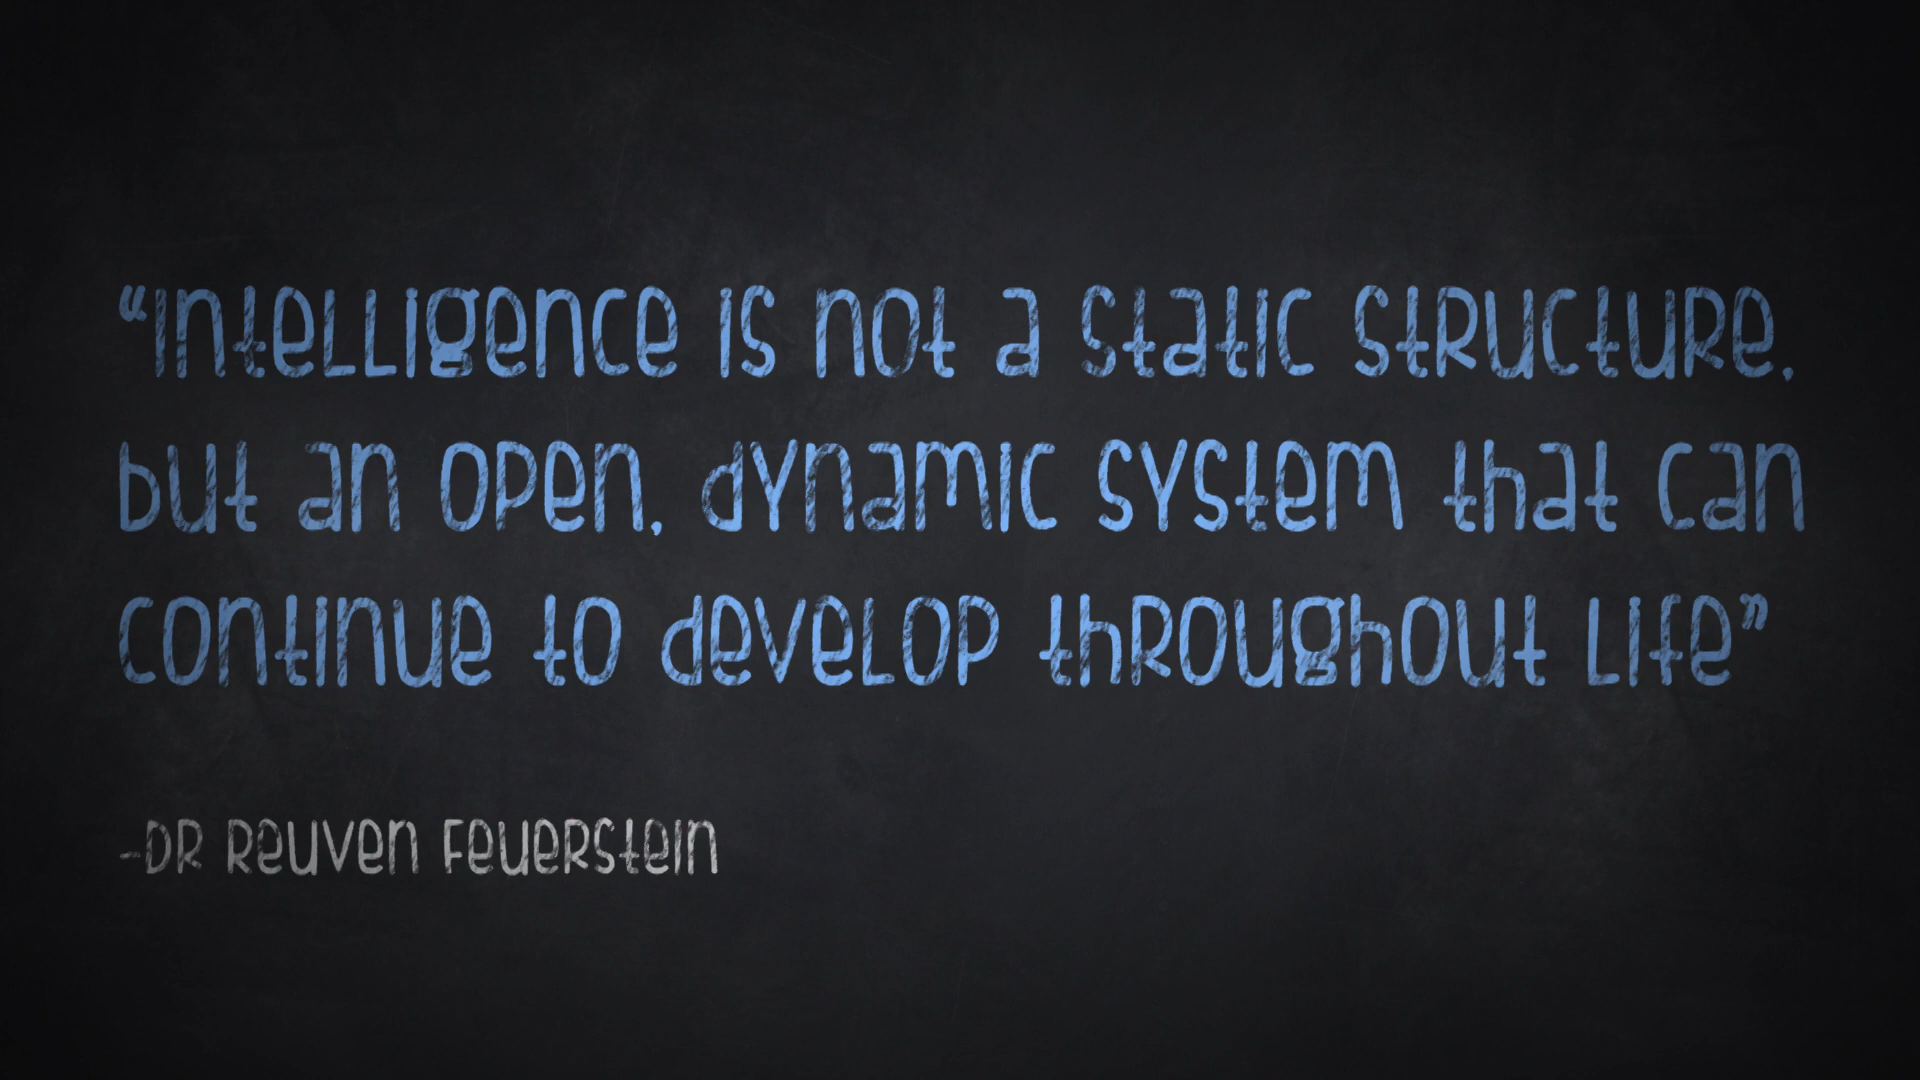 “Intelligence is not a static structure,
but an open, dynamic system that can
continue to develop throughout life”
-Dr Reuven Feuerstein